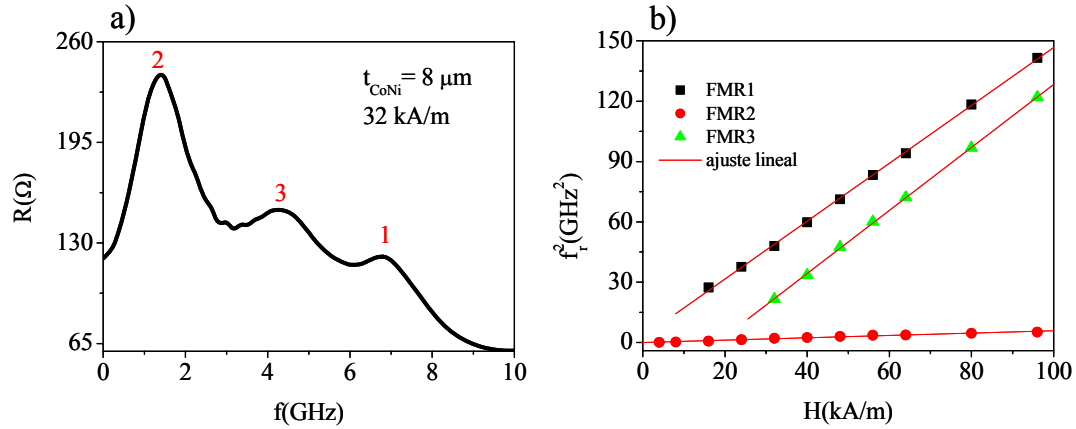 a)
260
195
130
65
R(Ω)
2
3
1
t_CoNi= 8 μm
32 kA/m
0
2
4
6
8
10
f(GHz)
b)
150
120
90
60
30
0
f_r^2(GHz^2)
FMR1
FMR2
FMR3
ajuste lineal
0
20
40
60
80
100
H(kA/m)